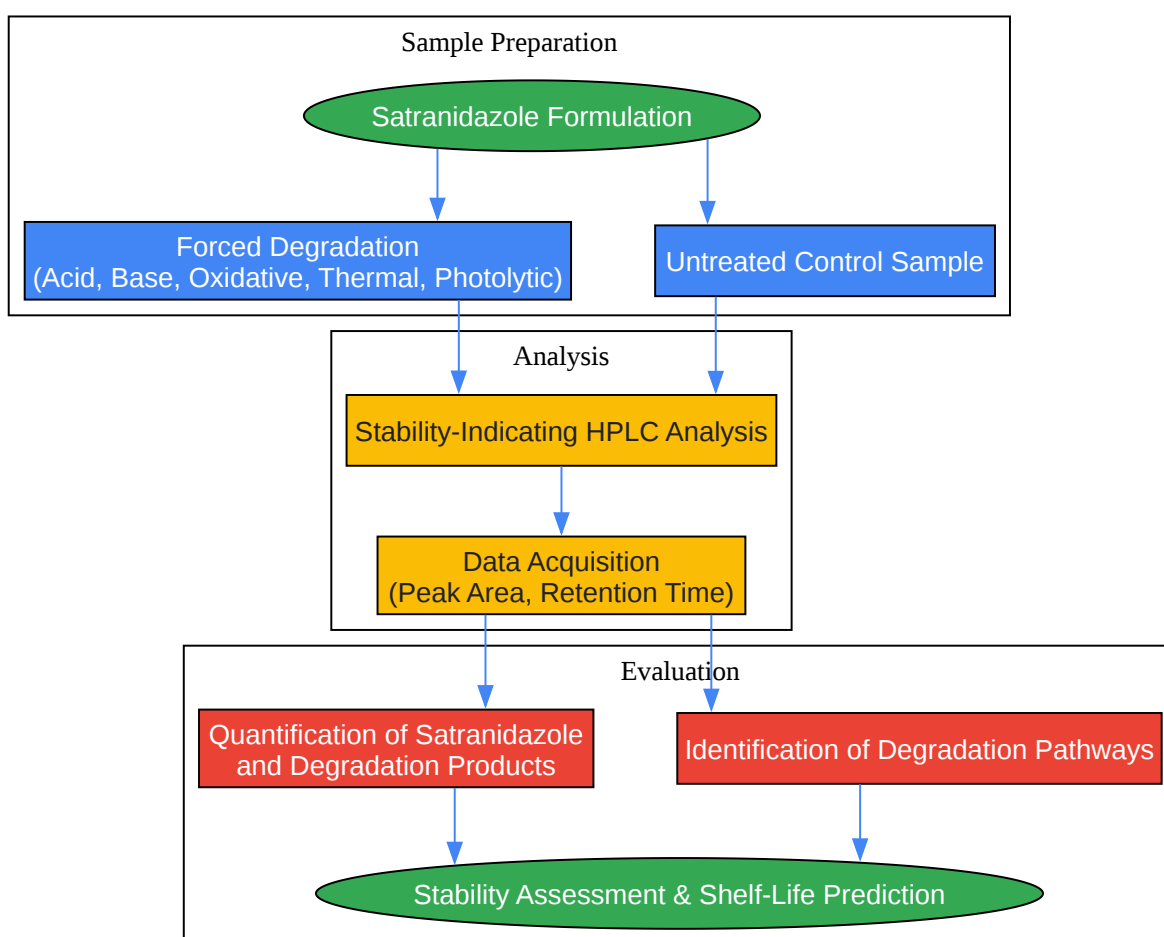 Sample Preparation
Satranidazole Formulation
Forced Degradation
(Acid, Base, Oxidative, Thermal, Photolytic)
Untreated Control Sample
Analysis
Stability-Indicating HPLC Analysis
Data Acquisition
(Peak Area, Retention Time)
Evaluation
Quantification of Satranidazole
and Degradation Products
Identification of Degradation Pathways
Stability Assessment & Shelf-Life Prediction